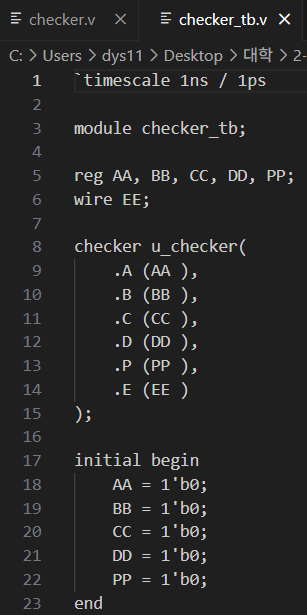 checker.v checker_tb.v
C: > Users > dys11 > Desktop > 대학 > 2-
1 `timescale 1ns / 1ps
2
3 module checker_tb;
4
5 reg AA, BB, CC, DD, PP;
6 wire EE;
7
8 checker u_checker(
9 .A (AA ),
10 .B (BB ),
11 .C (CC ),
12 .D (DD ),
13 .P (PP ),
14 .E (EE )
15 );
16
17 initial begin
18 AA = 1'b0;
19 BB = 1'b0;
20 CC = 1'b0;
21 DD = 1'b0;
22 PP = 1'b0;
23 end